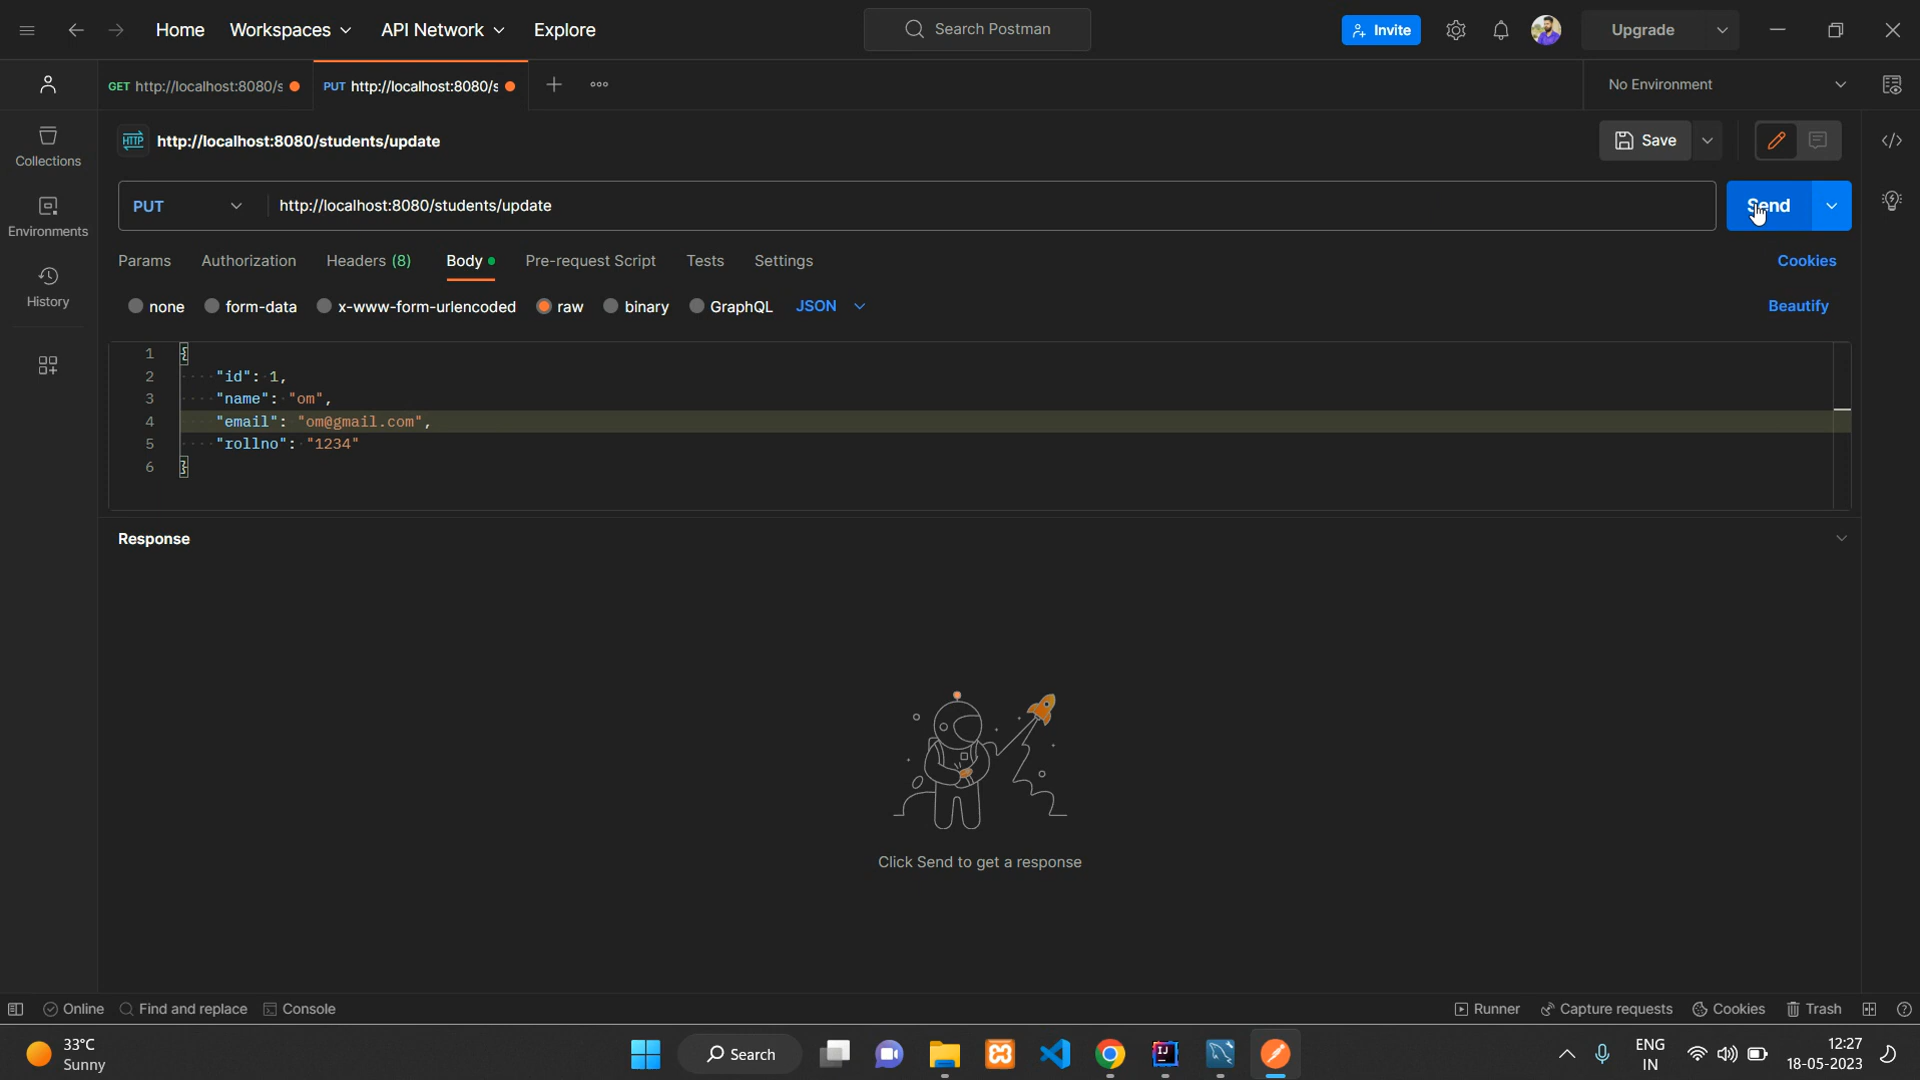 Home Workspaces API Network Explore Search Postman Invite Upgrade
GET http://localhost:8080/s PUT http://localhost:8080/s No Environment
HTTP http://localhost:8080/students/update Save
Collections
PUT http://localhost:8080/students/update Send
Environments
Params Authorization Headers (8) Body Pre-request Script Tests Settings Cookies
History
none form-data x-www-form-urlencoded raw binary GraphQL JSON Beautify
1 {
2 "id": 1,
3 "name": "om",
4 "email": "om@gmail.com",
5 "rollno": "1234"
6 }
Response
Click Send to get a response
Online Find and replace Console Runner Capture requests Cookies Trash
33°C
Sunny
Search
ENG
IN
12:27
18-05-2023